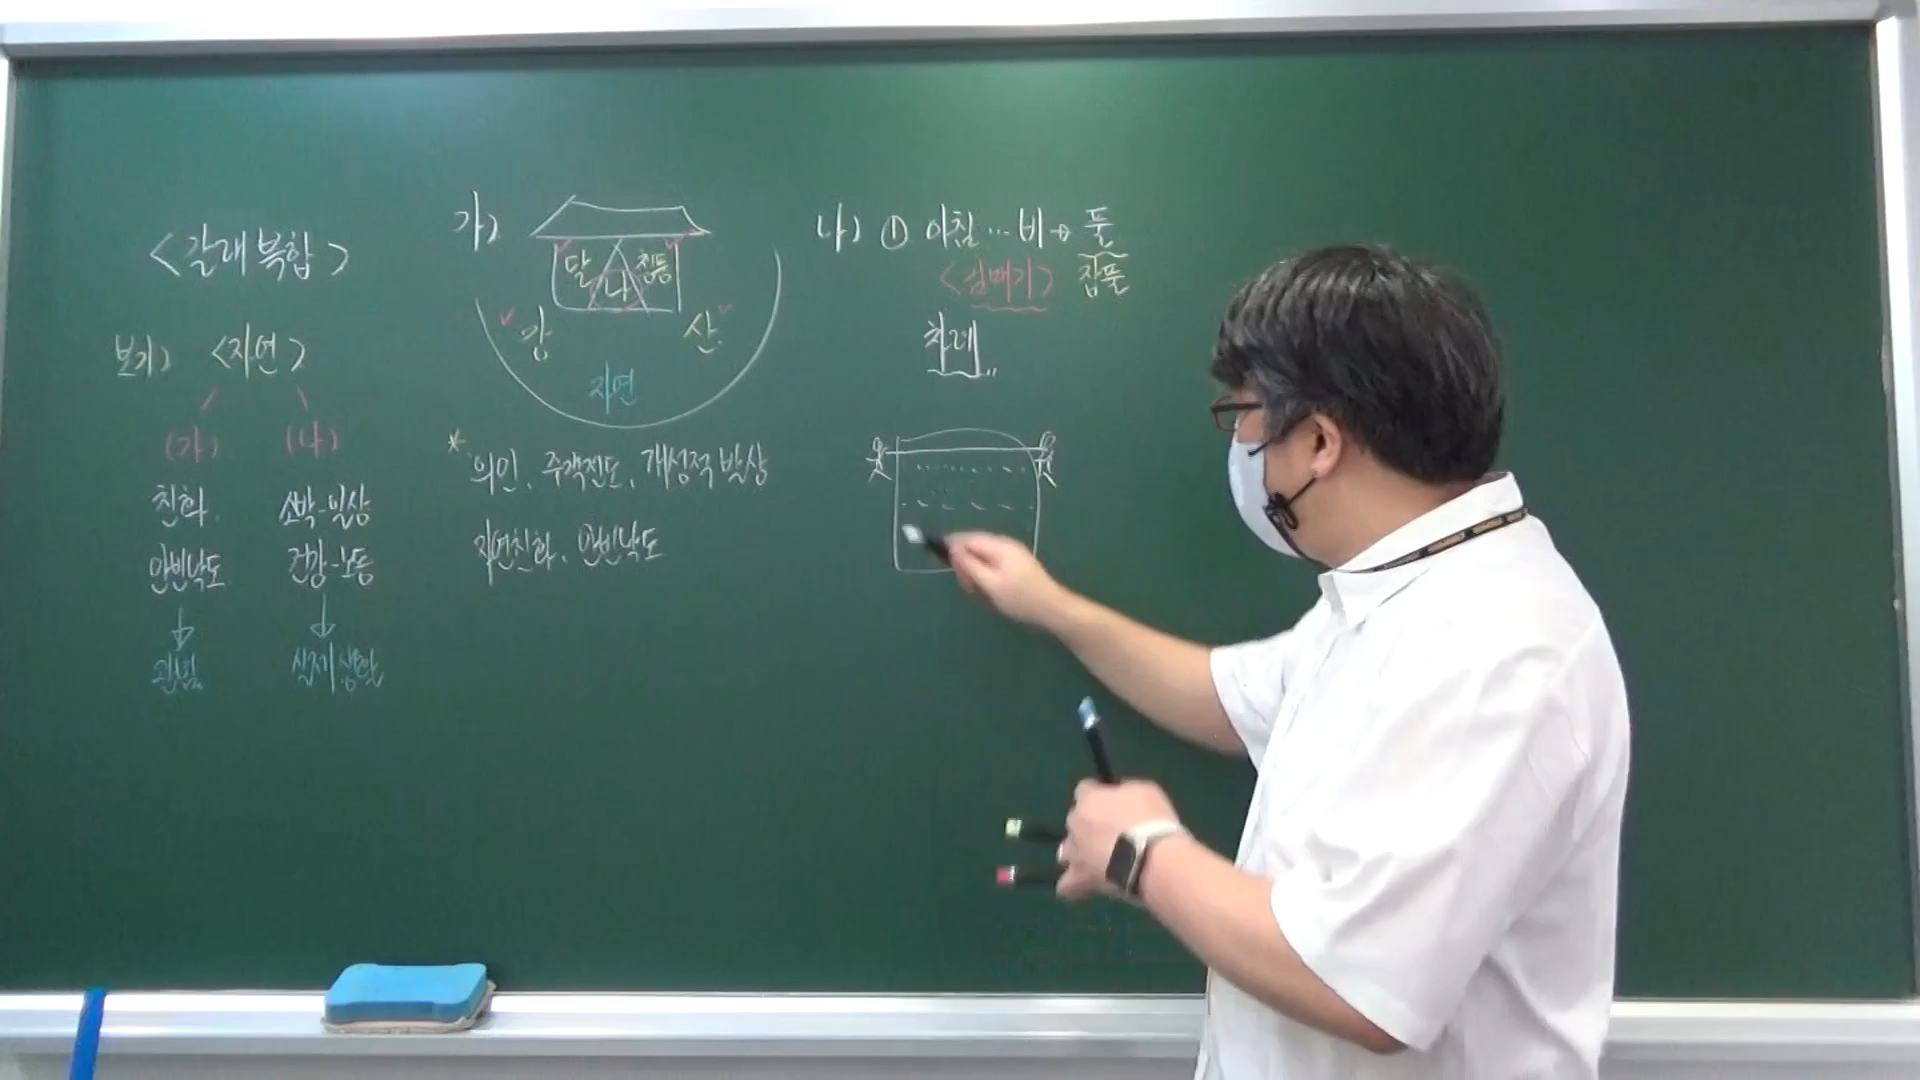 <갈래 복합>
보기) <자연>
(가) (나)
친화 소박-일상
안빈낙도 건강-노동
관념 실제 생활
가)
달 나 청풍
강 산
자연
* 의인, 주객전도, 개성적 발상
자연친화, 안빈낙도
나) ① 아침…비→풀
<김매기> 잡풀
차례